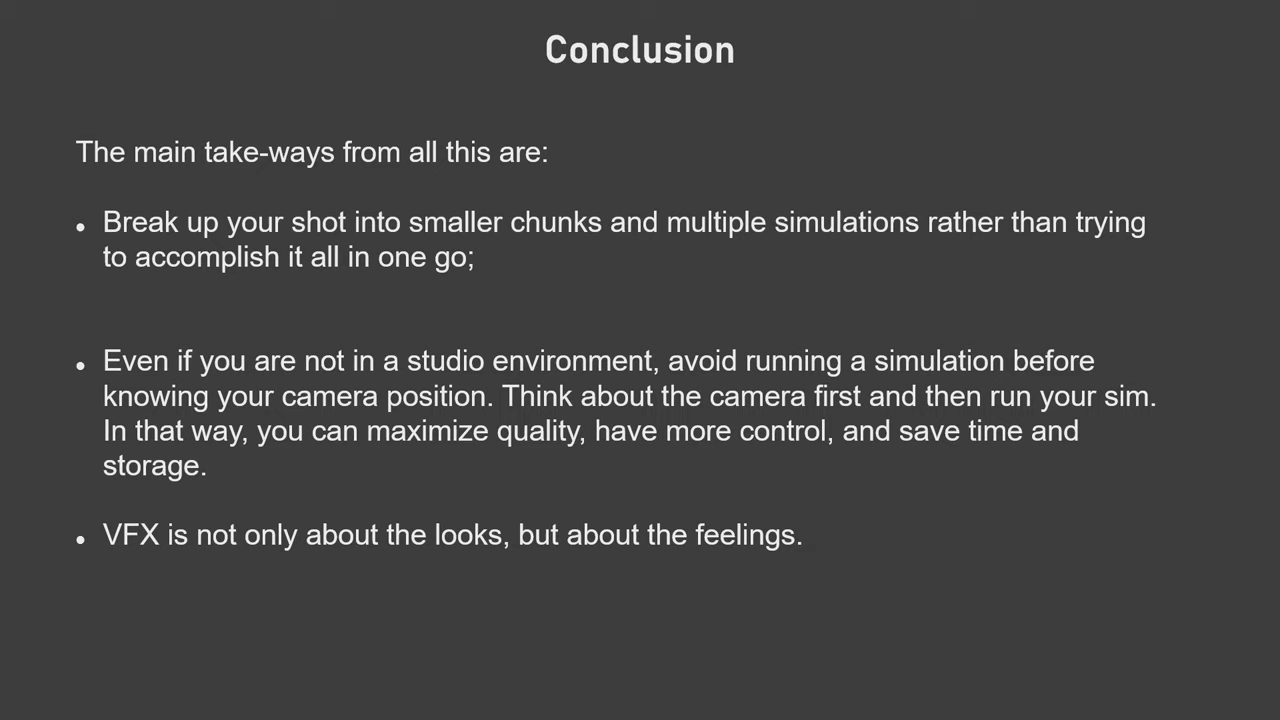 Conclusion
The main take-ways from all this are:
• Break up your shot into smaller chunks and multiple simulations rather than trying
to accomplish it all in one go;
• Even if you are not in a studio environment, avoid running a simulation before
knowing your camera position. Think about the camera first and then run your sim.
In that way, you can maximize quality, have more control, and save time and
storage.
• VFX is not only about the looks, but about the feelings.